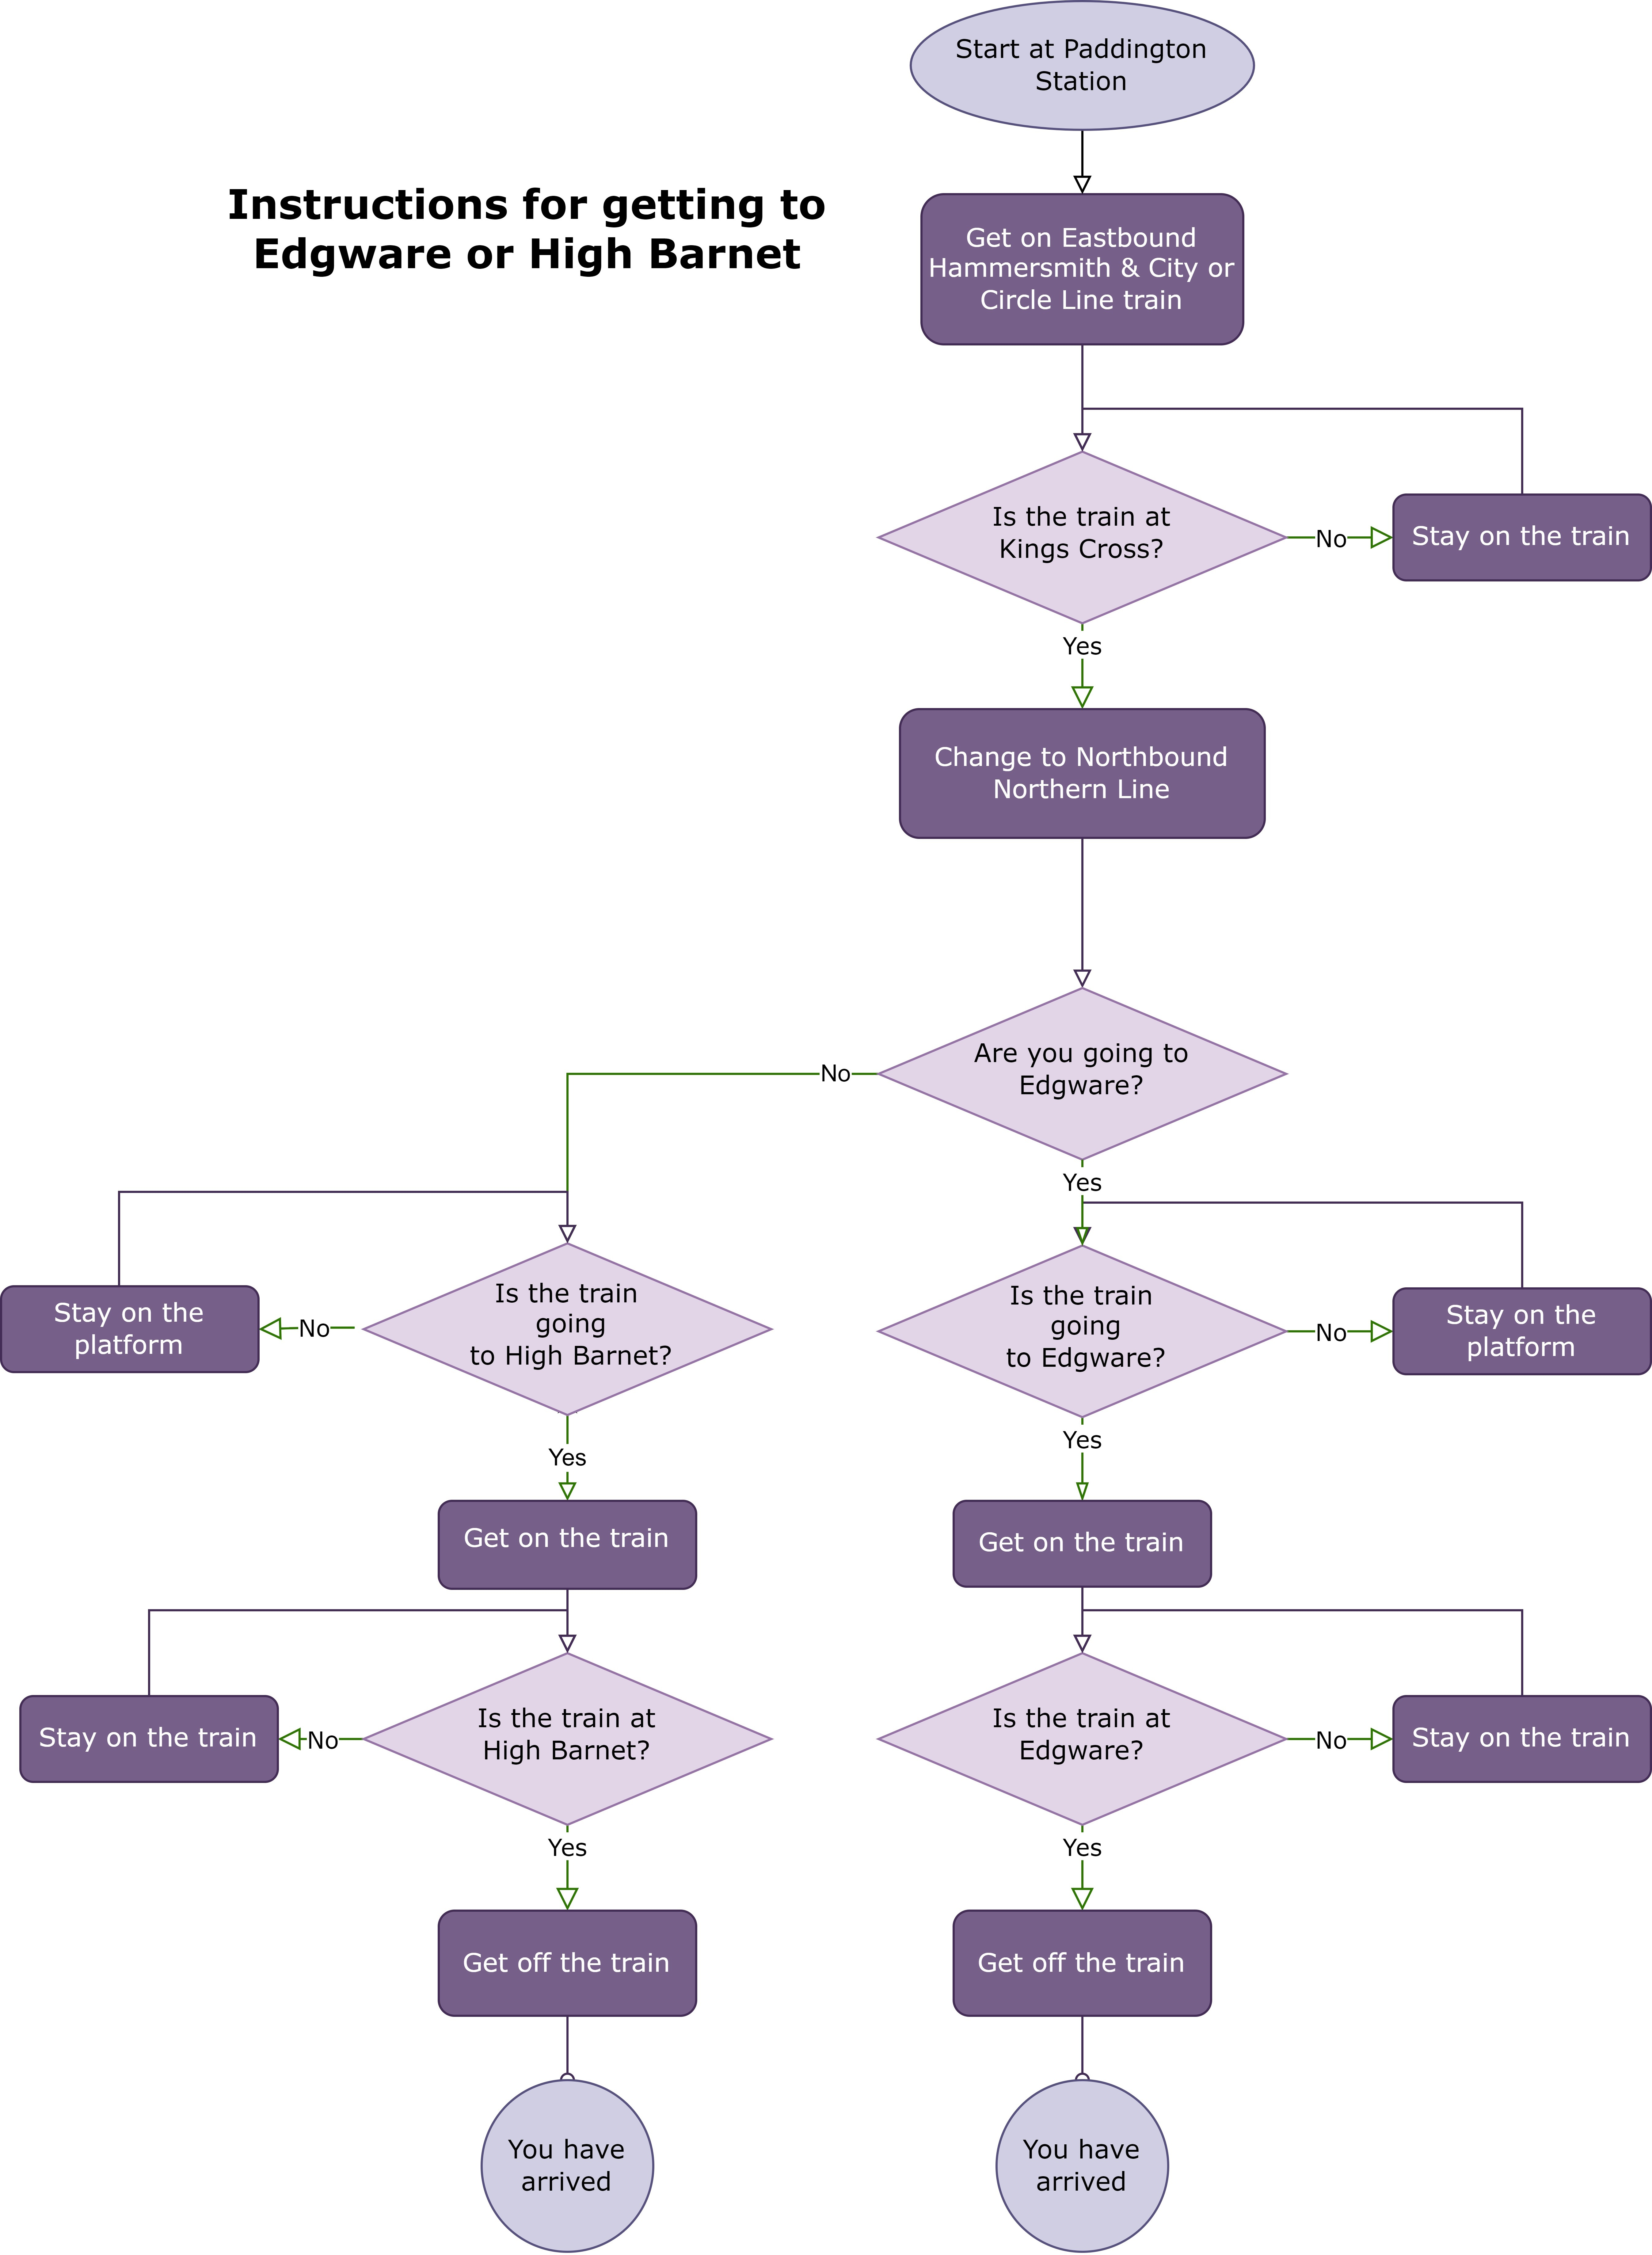 Start at Paddington
Station
Instructions for getting to
Edgware or High Barnet
Get on Eastbound
Hammersmith & City or
Circle Line train
Is the train at
Kings Cross?
No
Stay on the train
Yes
Change to Northbound
Northern Line
Are you going to
Edgware?
No
Yes
Stay on the
platform
No
Is the train
going
to High Barnet?
Is the train
going
to Edgware?
No
Stay on the
platform
Yes
Yes
Get on the train
Get on the train
Stay on the train
No
Is the train at
High Barnet?
Is the train at
Edgware?
No
Stay on the train
Yes
Yes
Get off the train
Get off the train
You have
arrived
You have
arrived